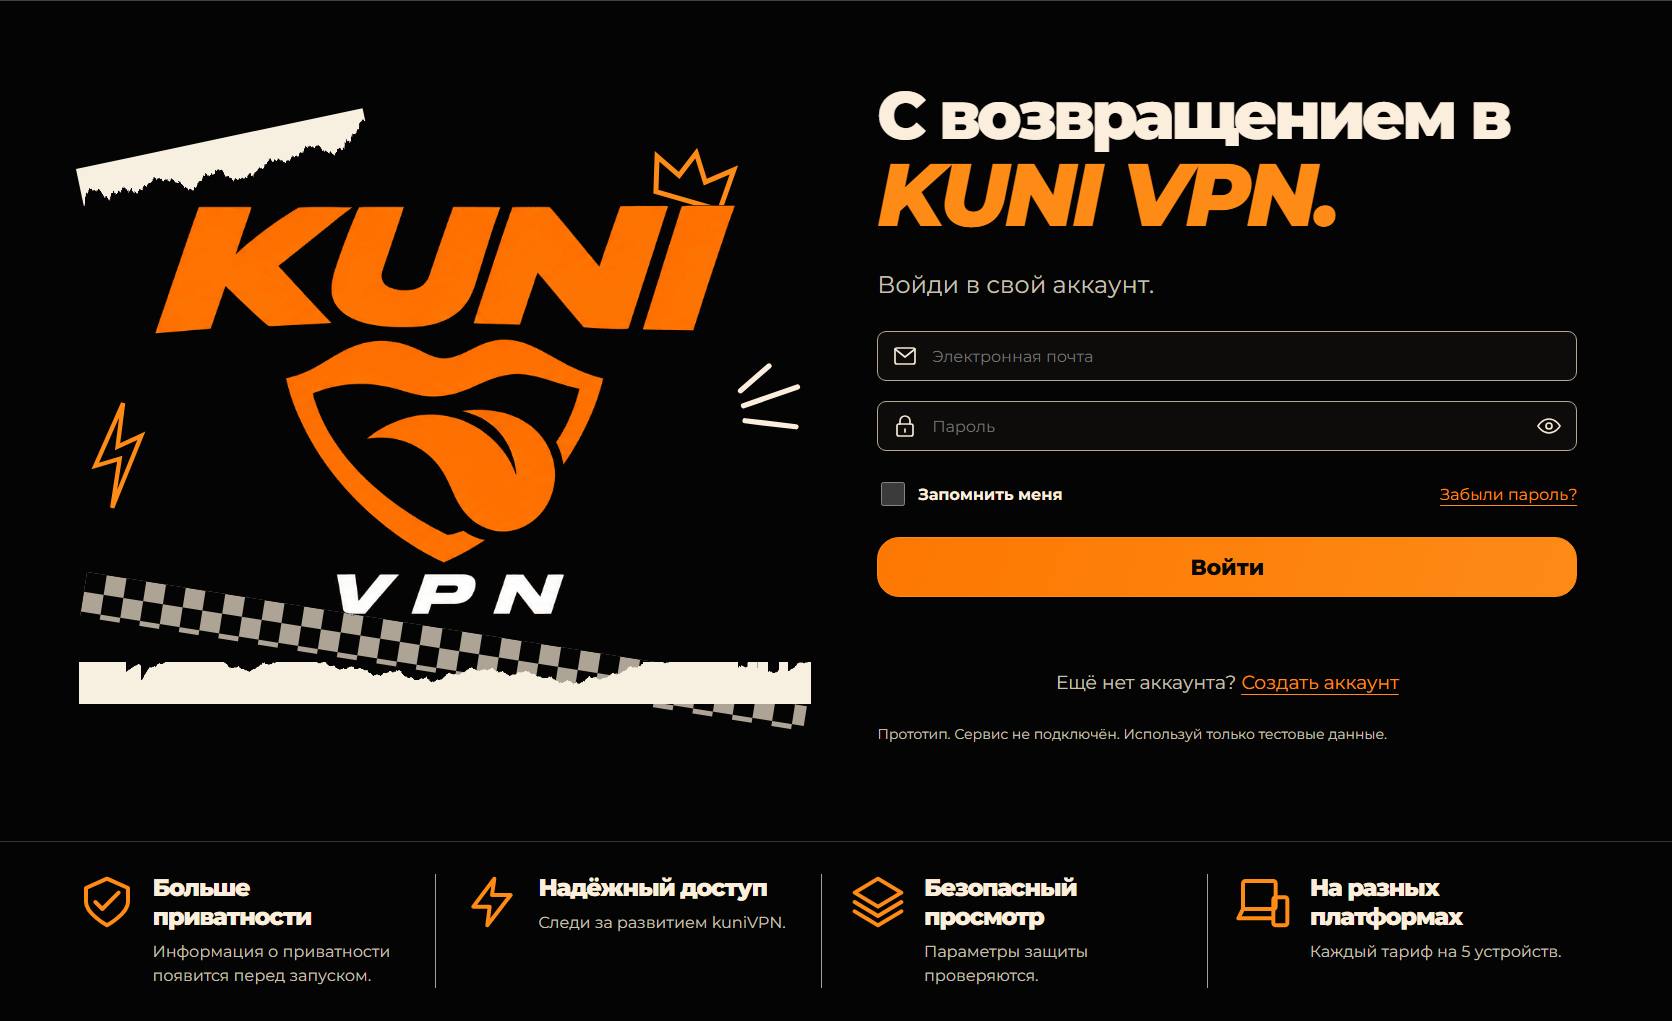 KUNI
VPN
С возвращением в
KUNI VPN.
Войди в свой аккаунт.
Электронная почта
Пароль
Запомнить меня
Забыли пароль?
Войти
Ещё нет аккаунта? Создать аккаунт
Прототип. Сервис не подключён. Используй только тестовые данные.
Больше
приватности
Информация о приватности
появится перед запуском.
Надёжный доступ
Следи за развитием kuniVPN.
Безопасный
просмотр
Параметры защиты
проверяются.
На разных
платформах
Каждый тариф на 5 устройств.